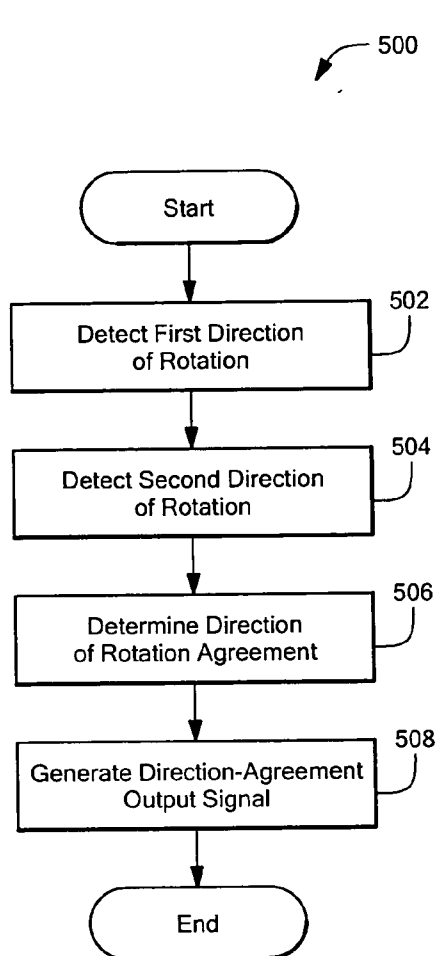 500
Start
502
Detect First Direction
of Rotation
504
Detect Second Direction
of Rotation
506
Determine Direction
of Rotation Agreement
508
Generate Direction-Agreement
Output Signal
End